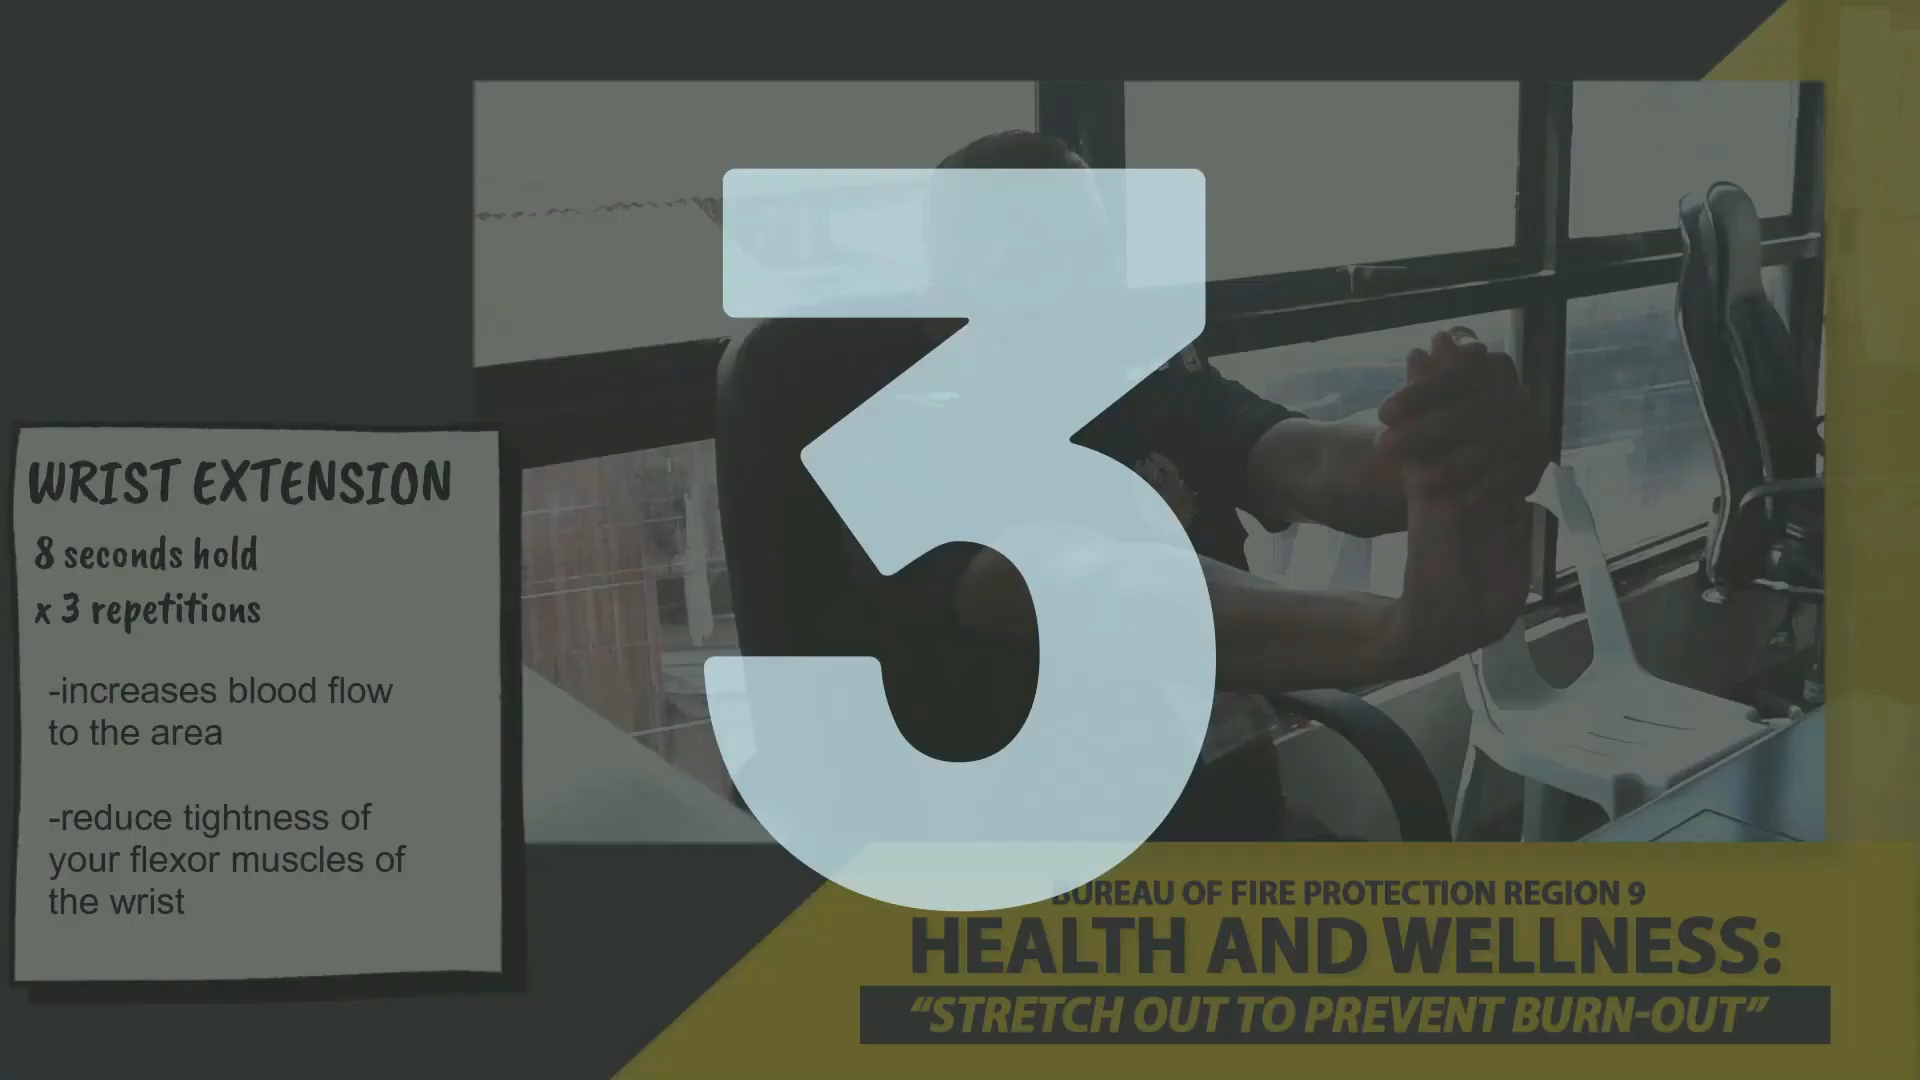 3
WRIST EXTENSION
8 seconds hold
x 3 repetitions
-increases blood flow
to the area
-reduce tightness of
your flexor muscles of
the wrist
BUREAU OF FIRE PROTECTION REGION 9
HEALTH AND WELLNESS:
“STRETCH OUT TO PREVENT BURN-OUT”